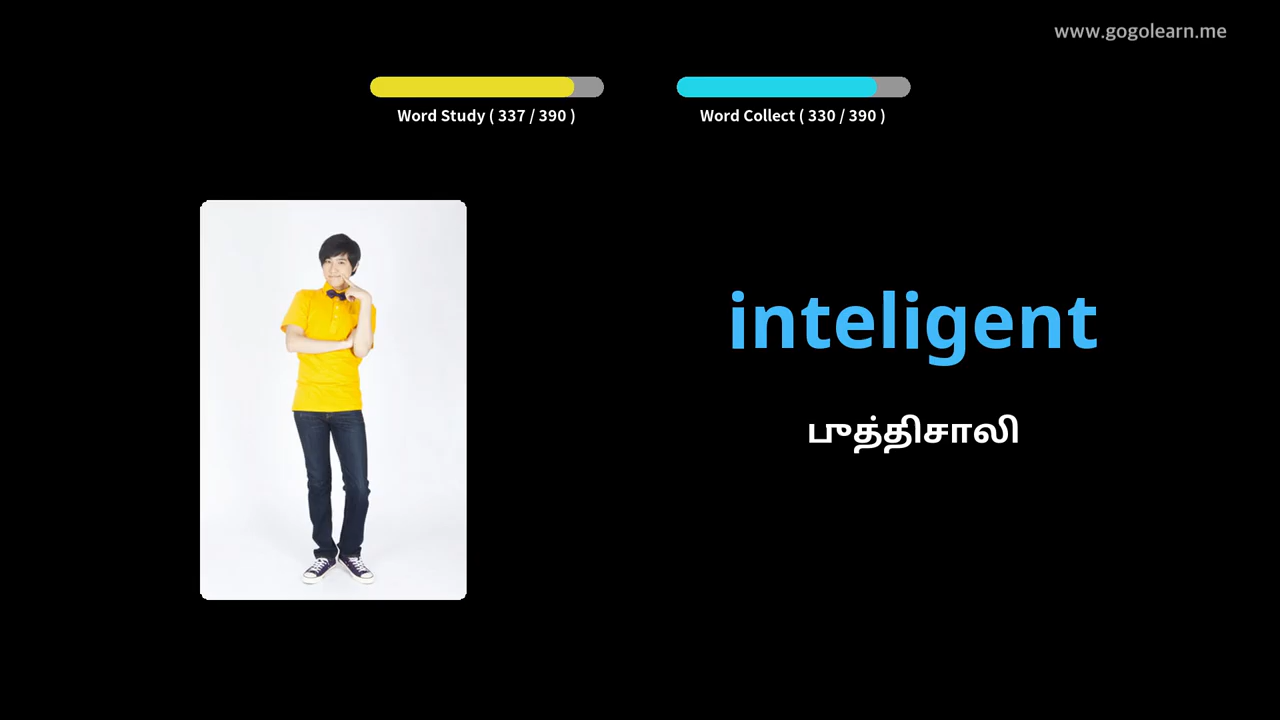 www.gogolearn.me
Word Study ( 337 / 390 )
Word Collect ( 330 / 390 )
inteligent
புத்திசாலி